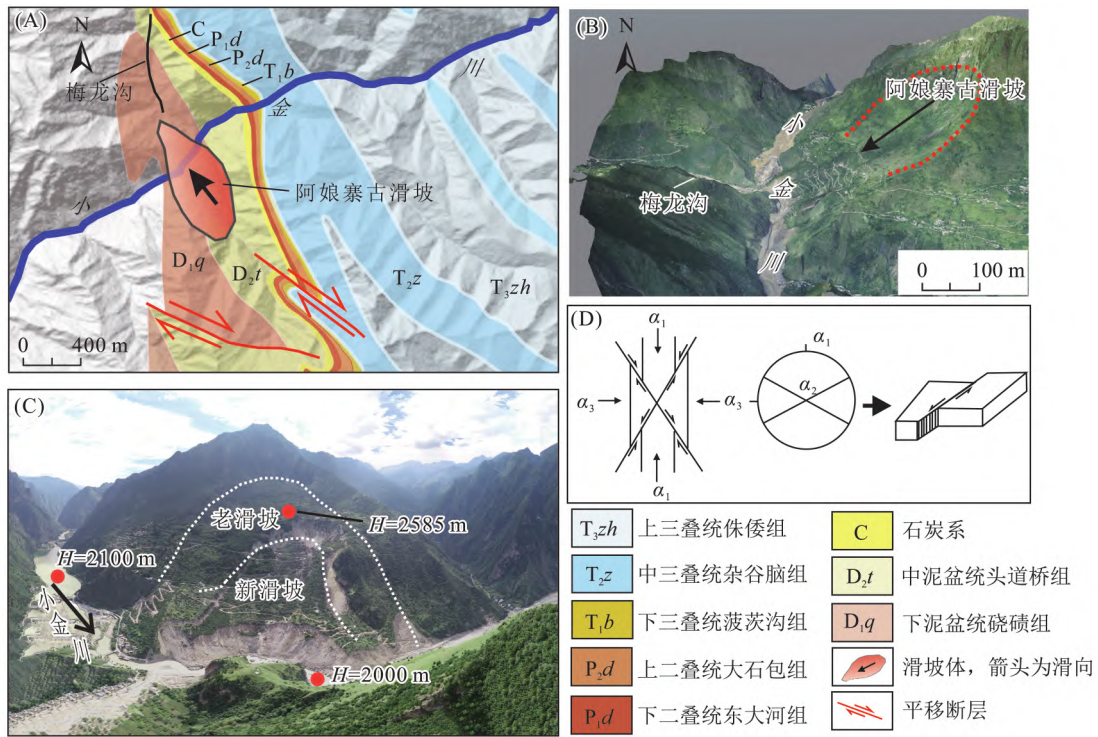 (A)
N
C
P₁d
P₂d
T₁b
梅龙沟
金
川
小
阿娘寨古滑坡
D₁q
D₂t
T₂z
T₃zh
0 400 m
(B)
N
小
金
川
阿娘寨古滑坡
梅龙沟
0 100 m
(C)
老滑坡
H=2585 m
H=2100 m
新滑坡
小
金
川
H=2000 m
(D)
α₁
α₃
α₃
α₁
α₁
α₂
T₃zh 上三叠统侏倭组
T₂z 中三叠统杂谷脑组
T₁b 下三叠统菠茨沟组
P₂d 上二叠统大石包组
P₁d 下二叠统东大河组
C 石炭系
D₂t 中泥盆统头道桥组
D₁q 下泥盆统硗碛组
滑坡体，箭头为滑向
平移断层